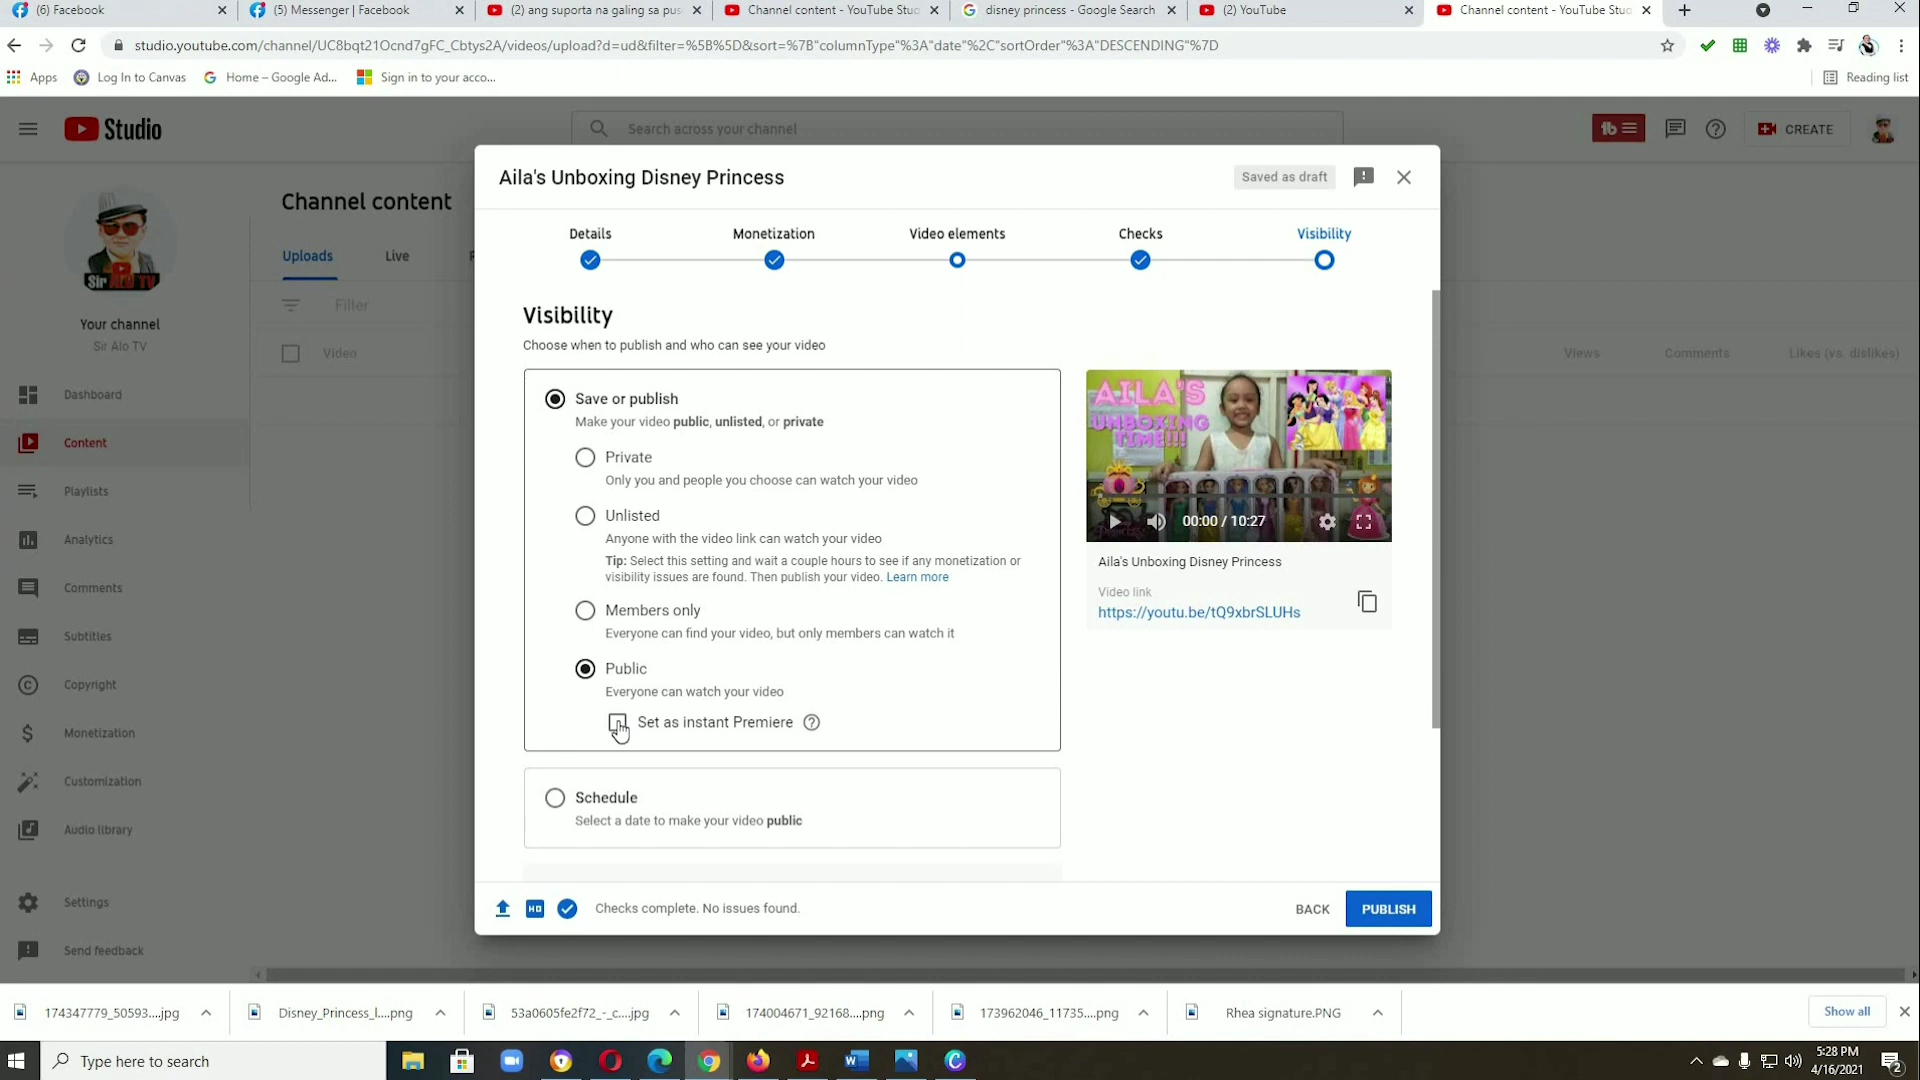 (6) Facebook
(5) Messenger | Facebook
(2) ang suporta na galing sa pus
Channel content - YouTube Stu
disney princess - Google Search
(2) YouTube
Channel content - YouTube Stu
studio.youtube.com/channel/UC8bqt21Ocnd7gFC_Cbtys2A/videos/upload?d=ud&filter=%5B%5D&sort=%7B"columnType"%3A"date"%2C"sortOrder"%3A"DESCENDING"%7D
Apps
Log In to Canvas
Home – Google Ad...
Sign in to your acco...
Reading list
Studio
Search across your channel
CREATE
Aila's Unboxing Disney Princess
Saved as draft
Sir Alo TV
Your channel
Sir Alo TV
Dashboard
Content
Playlists
Analytics
Comments
Subtitles
Copyright
Monetization
Customization
Audio library
Settings
Send feedback
Channel content
Uploads
Live
Filter
Video
Views
Comments
Likes (vs. dislikes)
Details
Monetization
Video elements
Checks
Visibility
Visibility
Choose when to publish and who can see your video
Save or publish
Make your video public, unlisted, or private
Private
Only you and people you choose can watch your video
Unlisted
Anyone with the video link can watch your video
Tip: Select this setting and wait a couple hours to see if any monetization or
visibility issues are found. Then publish your video. Learn more
Members only
Everyone can find your video, but only members can watch it
Public
Everyone can watch your video
Set as instant Premiere
Schedule
Select a date to make your video public
AILA'S
UNBOXING
TIME!!!
00:00 / 10:27
Aila's Unboxing Disney Princess
Video link
https://youtu.be/tQ9xbrSLUHs
HD
Checks complete. No issues found.
BACK
PUBLISH
174347779_50593....jpg
Disney_Princess_l....png
53a0605fe2f72_-_c....jpg
174004671_92168....png
173962046_11735....png
Rhea signature.PNG
Show all
Type here to search
5:28 PM
4/16/2021
2